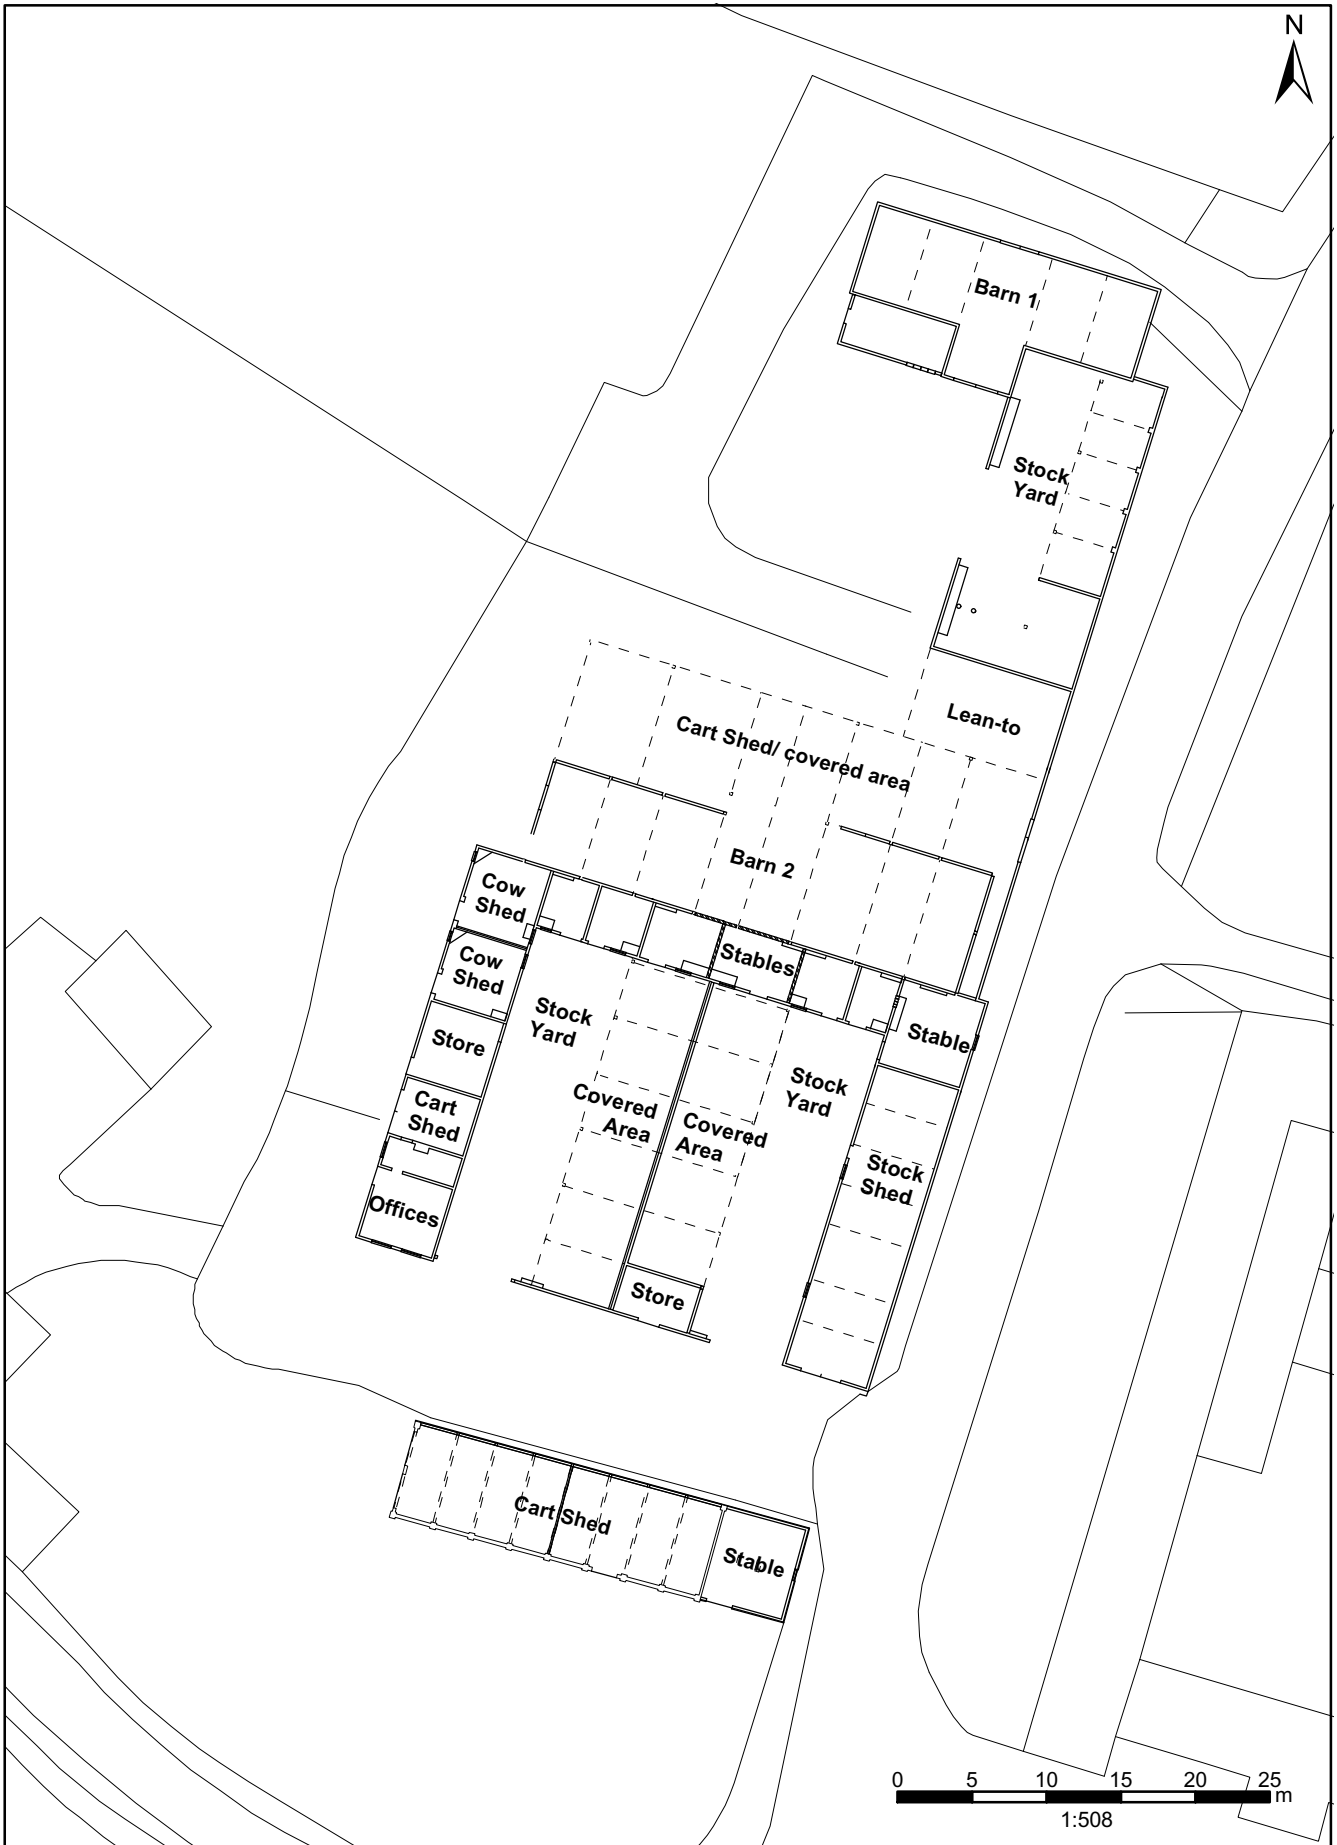 N
Barn 1
Stock
Yard
Lean-to
Cart Shed/ covered area
Barn 2
Cow
Shed
Stables
Cow
Shed
Stock
Yard
Store
Stable
Stock
Yard
Covered
Area
Cart
Shed
Covered
Area
Stock
Shed
Offices
Store
Cart Shed
Stable
0 5 10 15 20 25
m
1:508